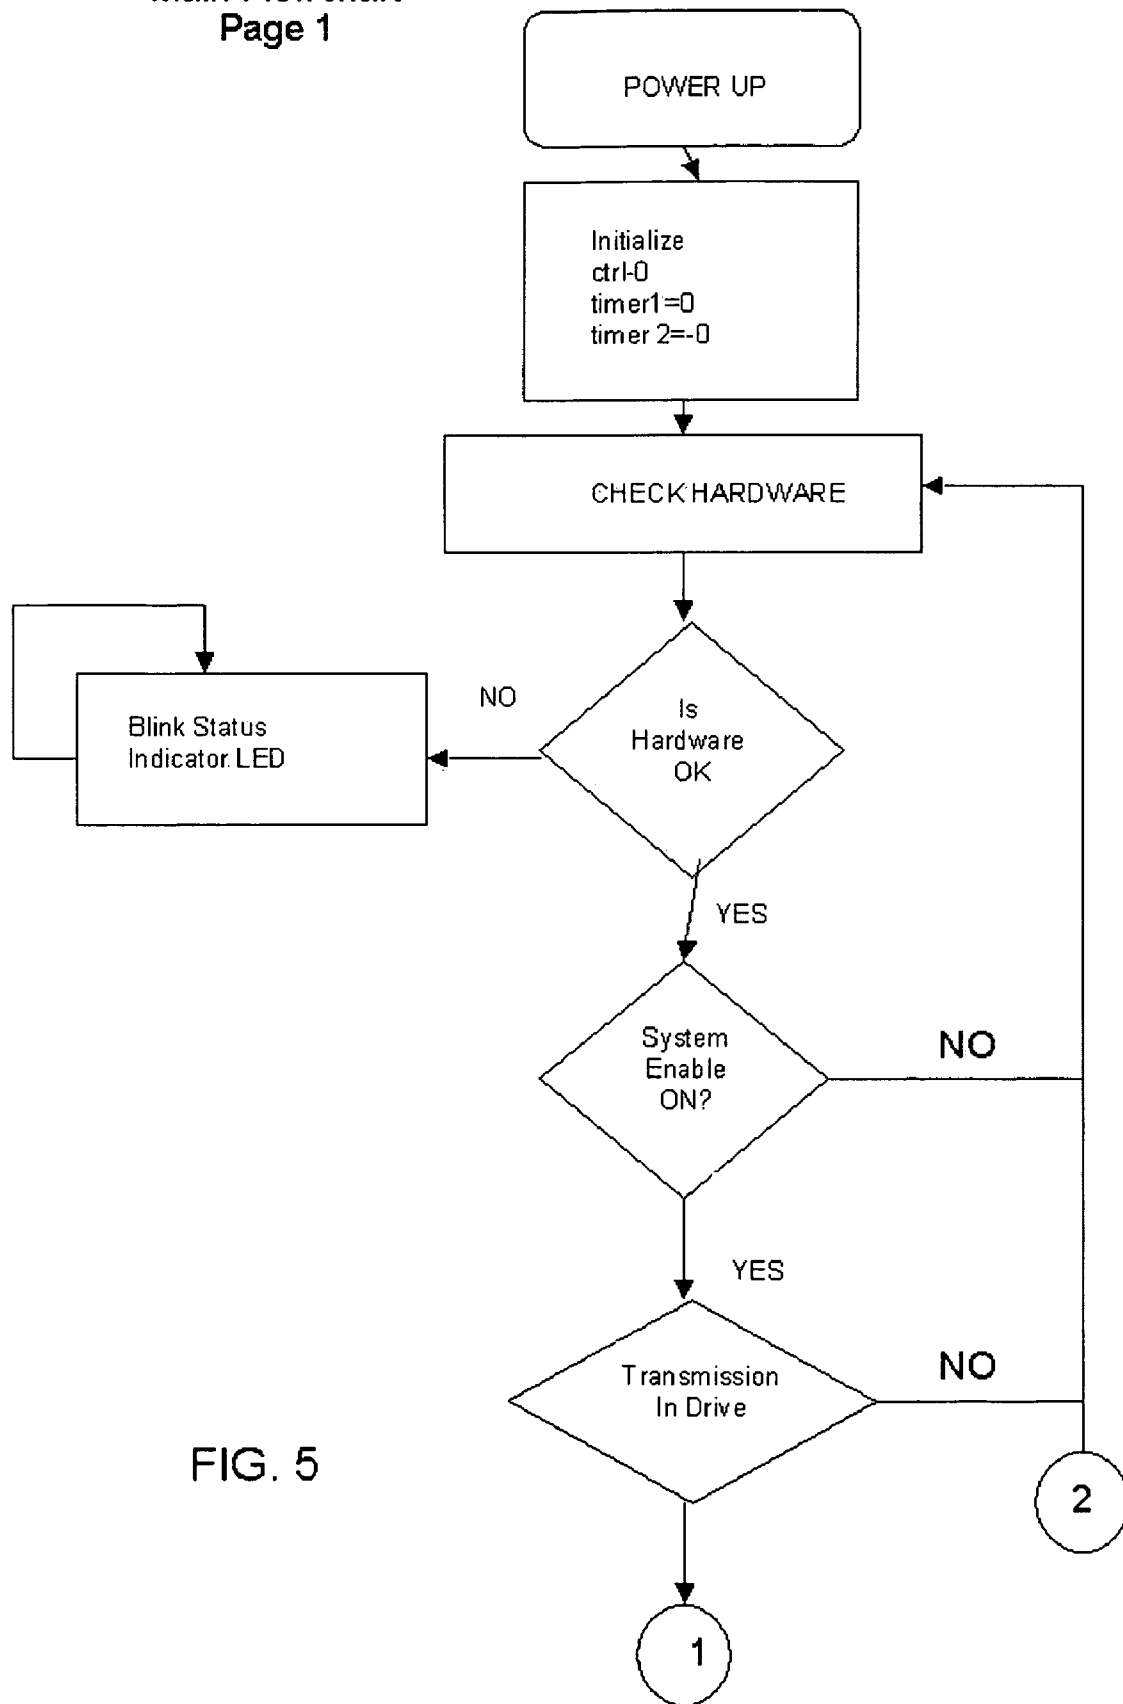 Page 1
POWER UP
Initialize
ctrl-0
timer1=0
timer 2=-0
CHECK HARDWARE
NO
Blink Status
Indicator. LED
Is
Hardware
OK
YES
System
Enable
ON?
NO
YES
Transmission
In Drive
NO
FIG. 5
2
1